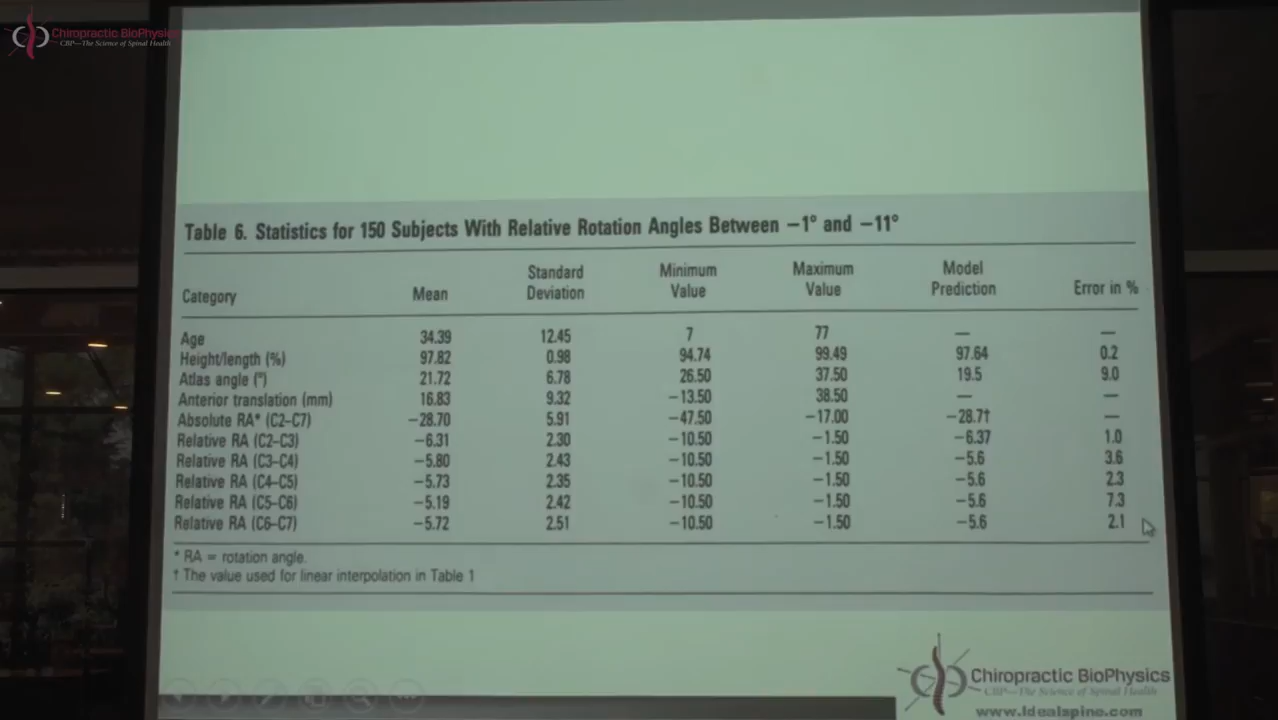 Chiropractic BioPhysics
CBP—The Science of Spinal Health
Table 6. Statistics for 150 Subjects With Relative Rotation Angles Between −1° and −11°
Category Mean Standard Deviation Minimum Value Maximum Value Model Prediction Error in %
Age 34.39 12.45 7 77 — —
Height/length (%) 97.82 0.98 94.74 99.49 97.64 0.2
Atlas angle (°) 21.72 6.78 26.50 37.50 19.5 9.0
Anterior translation (mm) 16.83 9.32 −13.50 38.50 — —
Absolute RA* (C2–C7) −28.70 5.91 −47.50 −17.00 −28.7† —
Relative RA (C2–C3) −6.31 2.30 −10.50 −1.50 −6.37 1.0
Relative RA (C3–C4) −5.80 2.43 −10.50 −1.50 −5.6 3.6
Relative RA (C4–C5) −5.73 2.35 −10.50 −1.50 −5.6 2.3
Relative RA (C5–C6) −5.19 2.42 −10.50 −1.50 −5.6 7.3
Relative RA (C6–C7) −5.72 2.51 −10.50 −1.50 −5.6 2.1
* RA = rotation angle.
† The value used for linear interpolation in Table 1
Chiropractic BioPhysics
CBP—The Science of Spinal Health
www.Idealspine.com